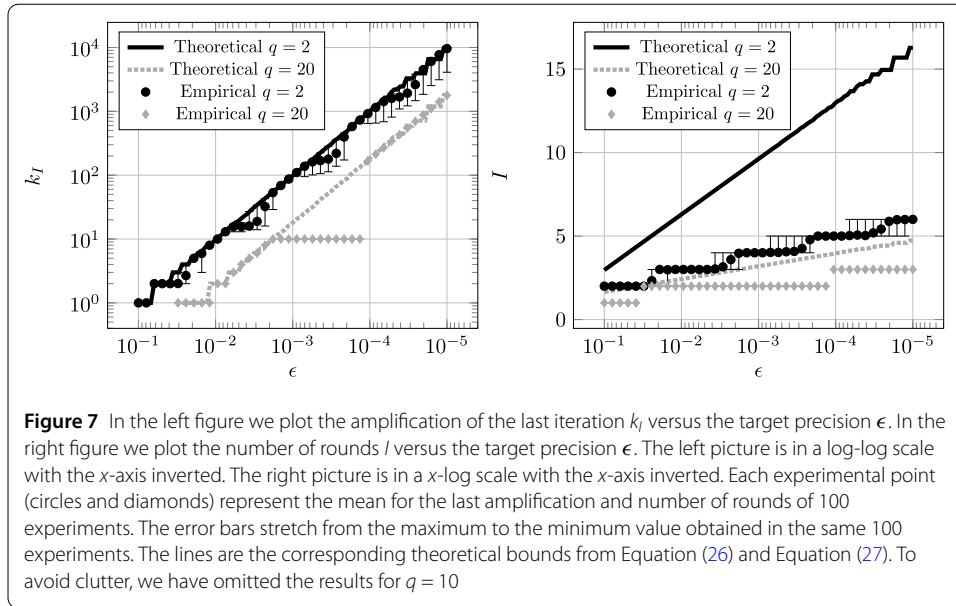 Theoretical q = 2
Theoretical q = 20
Empirical q = 2
Empirical q = 20
10^4
10^3
10^2
10^1
10^0
k_I
10^{-1}
10^{-2}
10^{-3}
10^{-4}
10^{-5}
ϵ
Theoretical q = 2
Theoretical q = 20
Empirical q = 2
Empirical q = 20
15
10
5
0
I
10^{-1}
10^{-2}
10^{-3}
10^{-4}
10^{-5}
ϵ
Figure 7 In the left figure we plot the amplification of the last iteration k_I versus the target precision ϵ. In the
right figure we plot the number of rounds I versus the target precision ϵ. The left picture is in a log-log scale
with the x-axis inverted. The right picture is in a x-log scale with the x-axis inverted. Each experimental point
(circles and diamonds) represent the mean for the last amplification and number of rounds of 100
experiments. The error bars stretch from the maximum to the minimum value obtained in the same 100
experiments. The lines are the corresponding theoretical bounds from Equation (26) and Equation (27). To
avoid clutter, we have omitted the results for q = 10